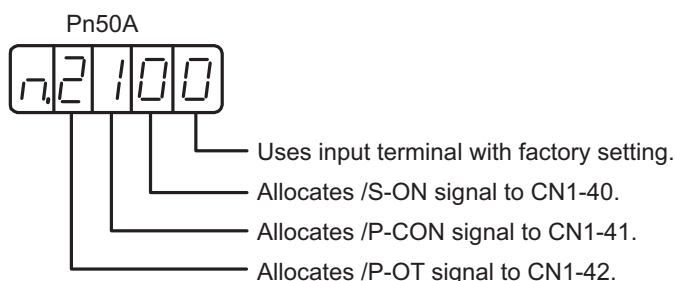 Pn50A
n.2100
Uses input terminal with factory setting.
Allocates /S-ON signal to CN1-40.
Allocates /P-CON signal to CN1-41.
Allocates /P-OT signal to CN1-42.